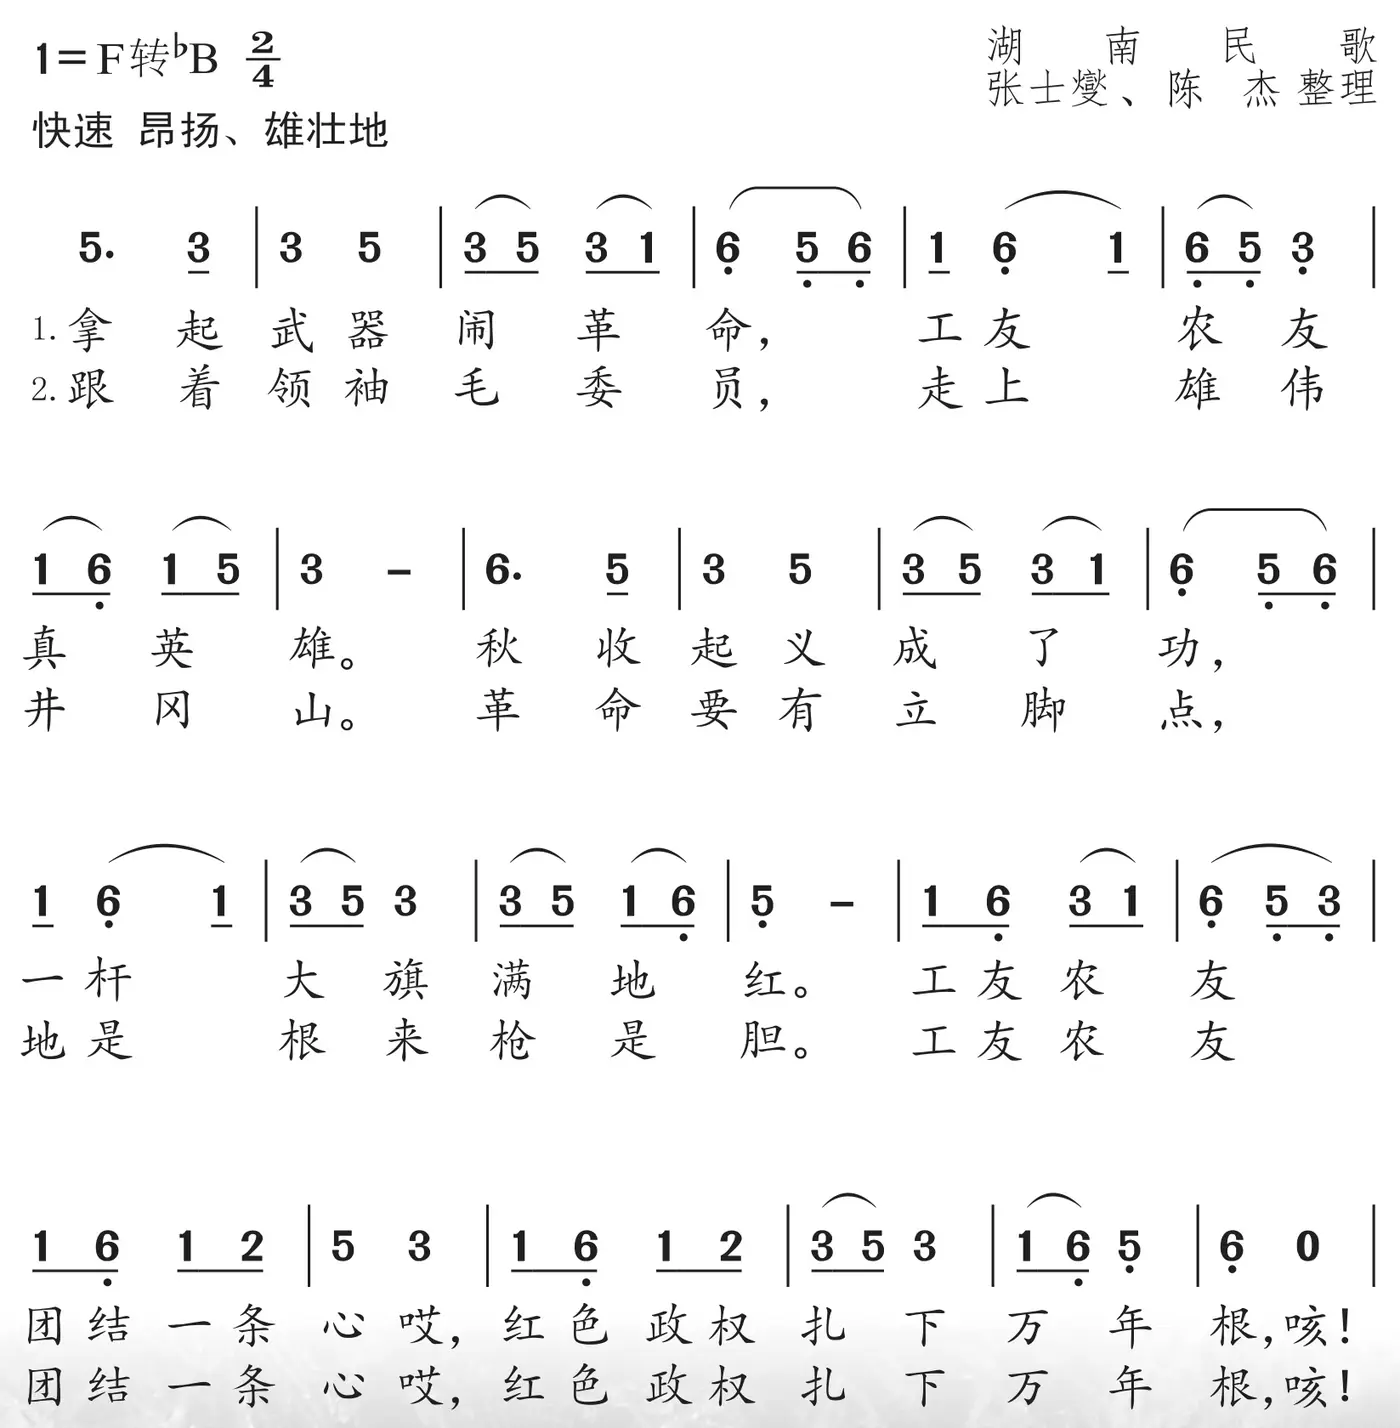 1=F转♭B 2/4
湖南民歌
张士燮、陈杰整理
快速 昂扬、雄壮地
5. 3 | 3 5 | 3 5 3 1 | 6̣ 5̣ 6̣ | 1 6̣ 1 | 6̣ 5̣ 3̣ |
1. 拿起武器闹革命，工友农友
2. 跟着领袖毛委员，走上雄伟
1 6̣ 1 5 | 3 – | 6. 5 | 3 5 | 3 5 3 1 | 6̣ 5̣ 6̣ |
真英雄。秋收起义成了功，
井冈山。革命要有立脚点，
1 6̣ 1 | 3 5 3 | 3 5 1 6̣ | 5̣ – | 1 6̣ 3 1 | 6̣ 5̣ 3̣ |
一杆大旗满地红。工友农友
地是根来枪是胆。工友农友
1 6̣ 1 2 | 5 3 | 1 6̣ 1 2 | 3 5 3 | 1 6̣ 5̣ | 6̣ 0 |
团结一条心哎，红色政权扎下万年根，咳！
团结一条心哎，红色政权扎下万年根，咳！